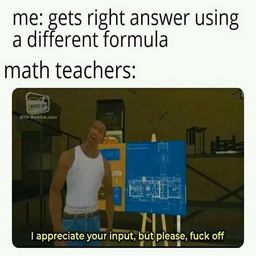 me: gets right answer using
a different formula
math teachers:
I appreciate your input, but please, fuck off